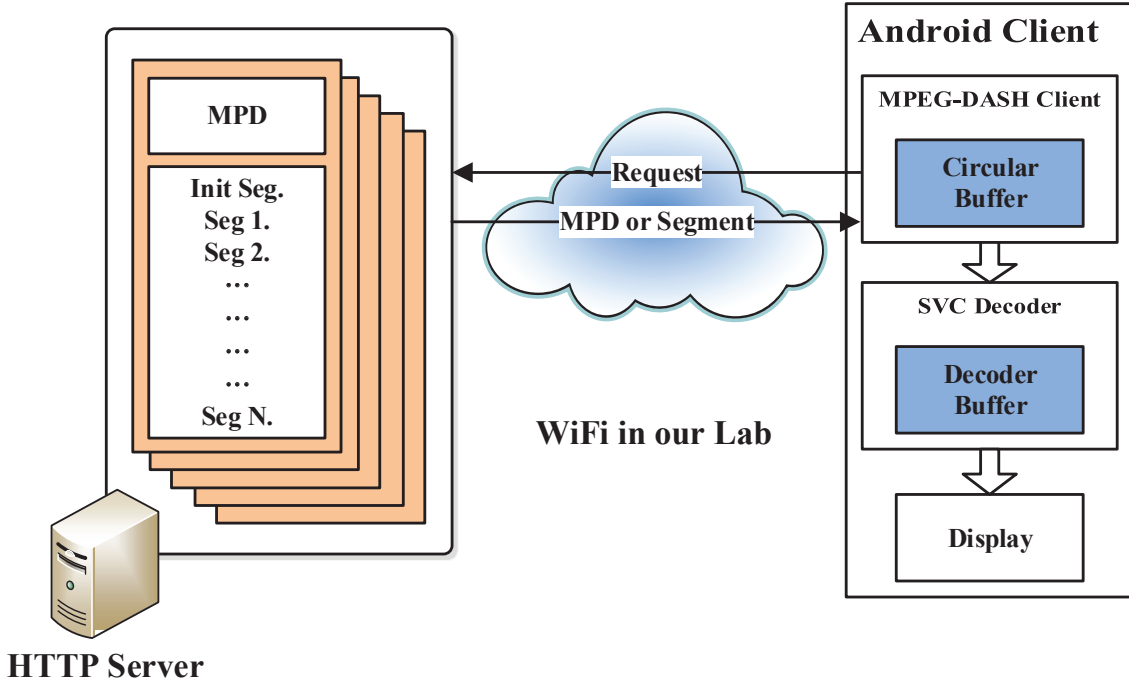 MPD
Init Seg.
Seg 1.
Seg 2.
...
...
...
...
Seg N.
HTTP Server
Request
MPD or Segment
WiFi in our Lab
Android Client
MPEG-DASH Client
Circular
Buffer
SVC Decoder
Decoder
Buffer
Display